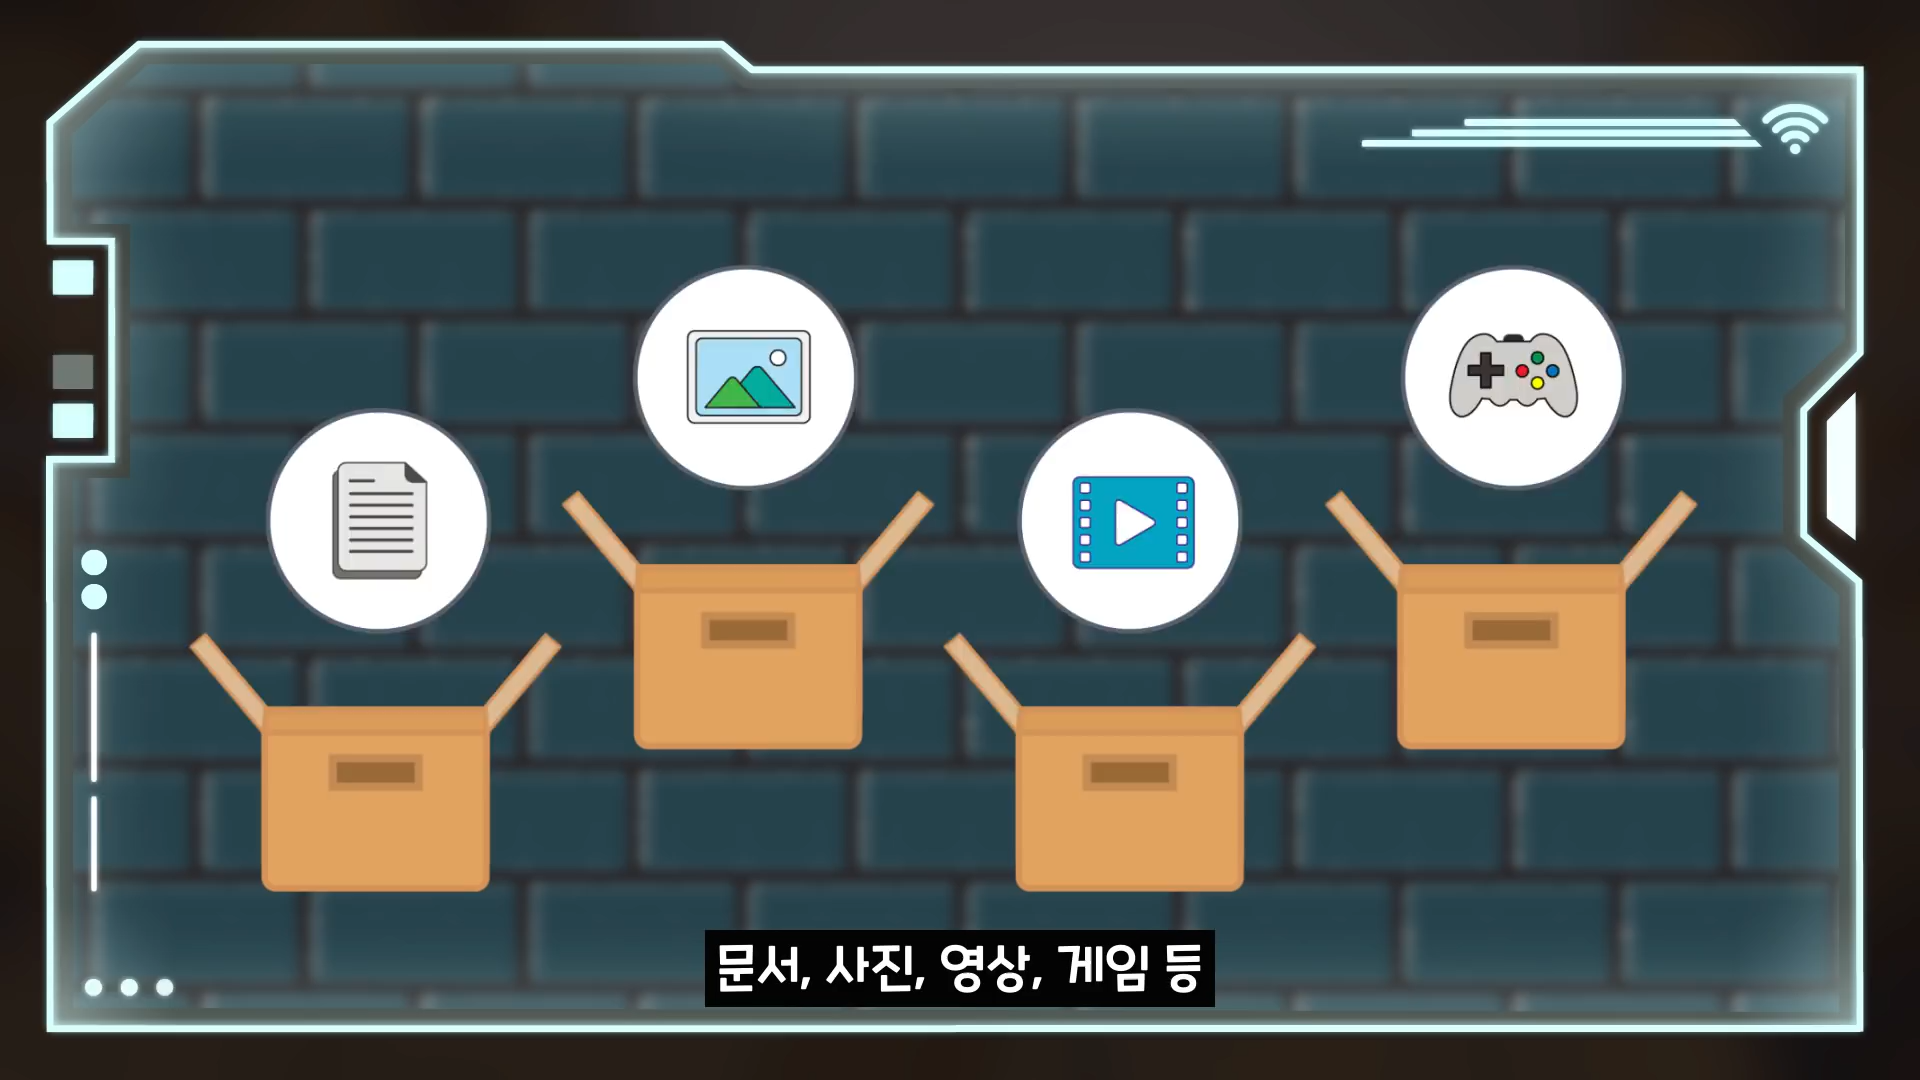 문서, 사진, 영상, 게임 등